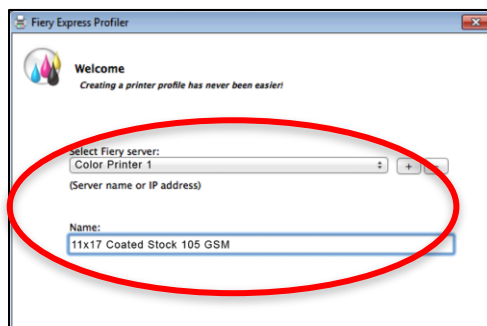 Fiery Express Profiler
Welcome
Creating a printer profile has never been easier!
Select Fiery server:
Color Printer 1
+ -
(Server name or IP address)
Name:
11x17 Coated Stock 105 GSM